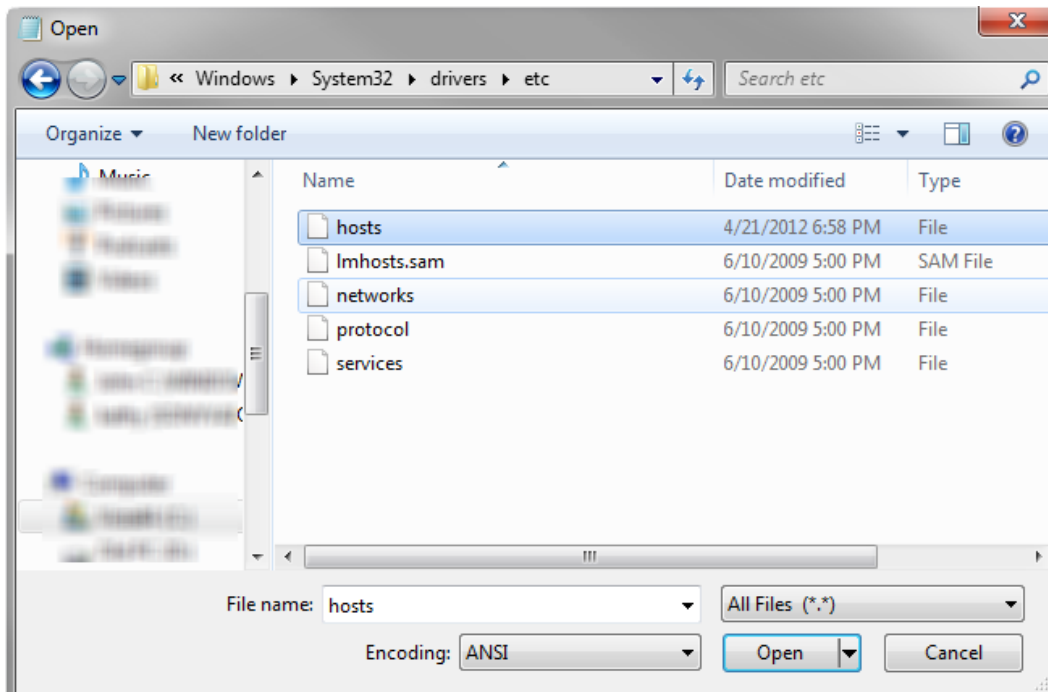 Open
« Windows ▸ System32 ▸ drivers ▸ etc
Search etc
Organize
New folder
Music
Name Date modified Type
hosts 4/21/2012 6:58 PM File
lmhosts.sam 6/10/2009 5:00 PM SAM File
networks 6/10/2009 5:00 PM File
protocol 6/10/2009 5:00 PM File
services 6/10/2009 5:00 PM File
File name: hosts All Files (*.*)
Encoding: ANSI Open Cancel